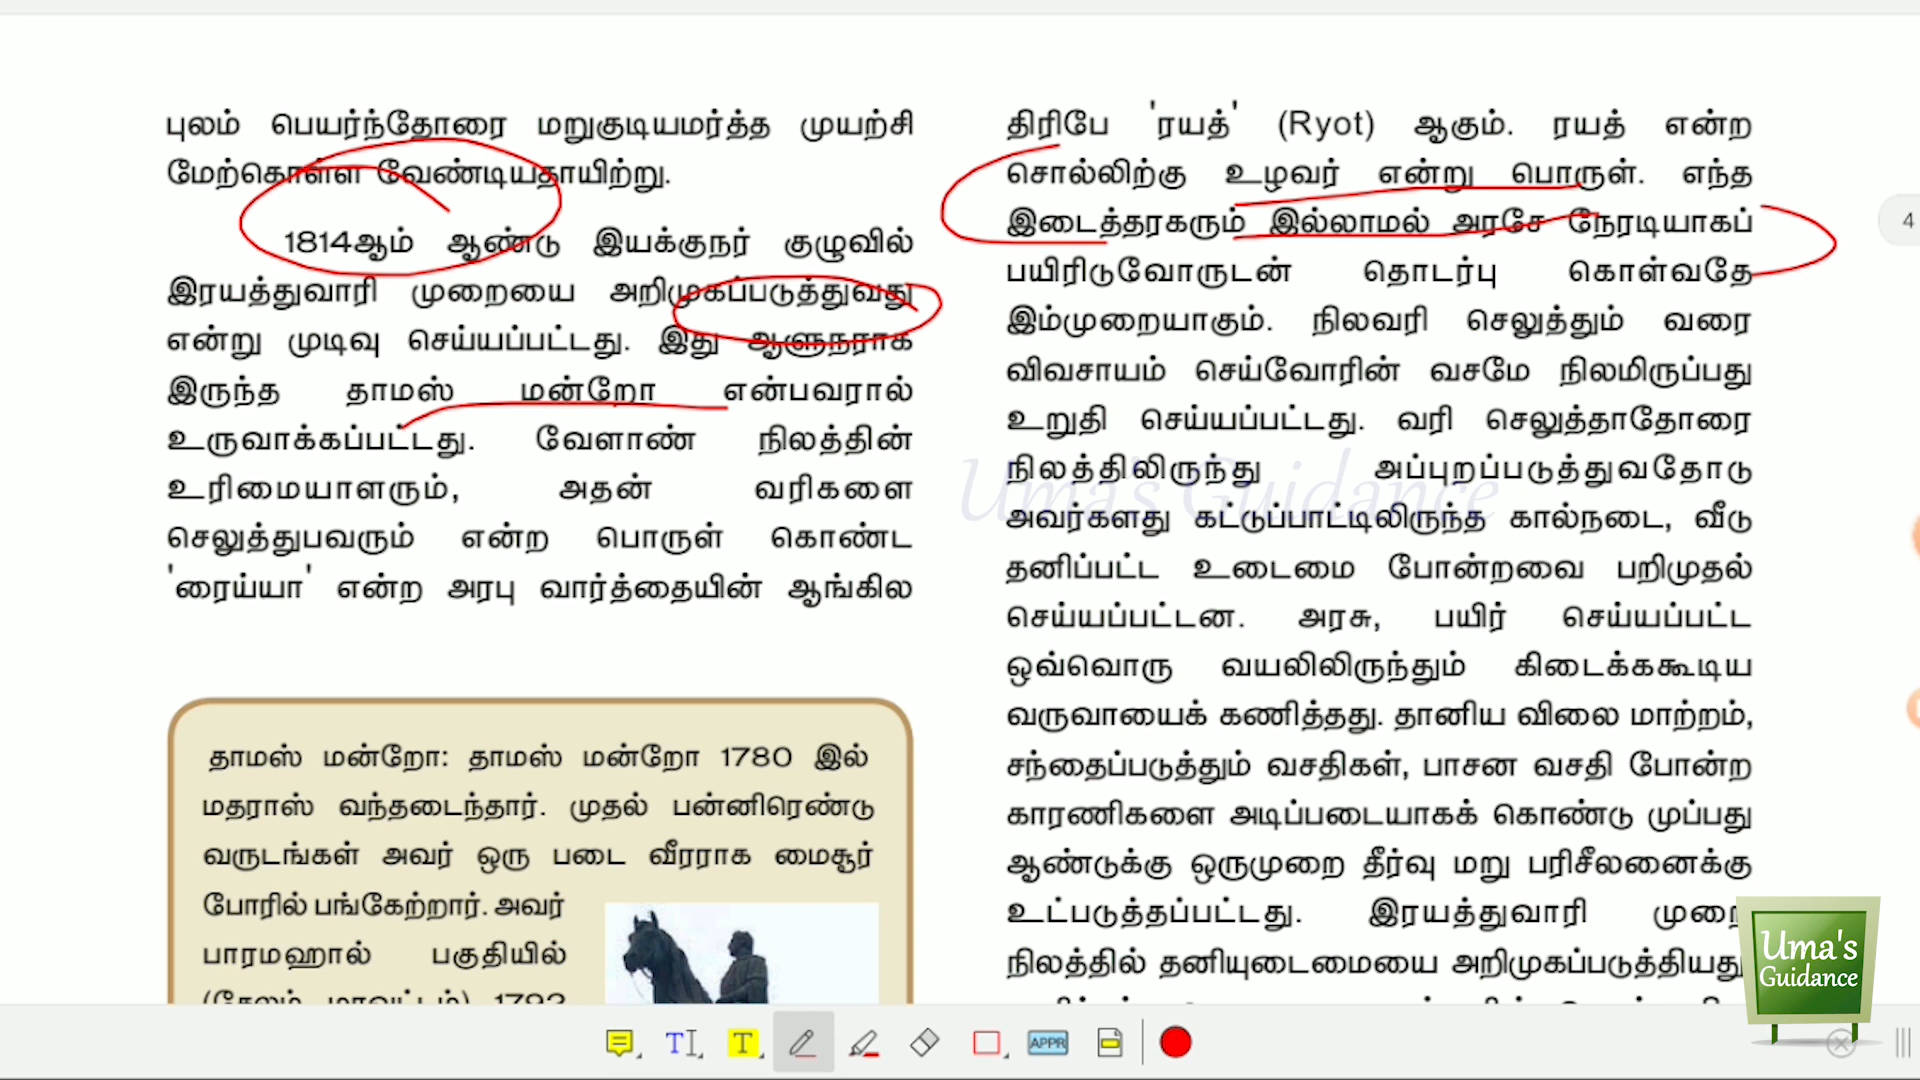 புலம் பெயர்ந்தோரை மறுகுடியமர்த்த முயற்சி
மேற்கொள்ள வேண்டியதாயிற்று.
1814ஆம் ஆண்டு இயக்குநர் குழுவில்
இரயத்துவாரி முறையை அறிமுகப்படுத்துவது
என்று முடிவு செய்யப்பட்டது. இது ஆளுநராக
இருந்த தாமஸ் மன்றோ என்பவரால்
உருவாக்கப்பட்டது. வேளாண் நிலத்தின்
உரிமையாளரும், அதன் வரிகளை
செலுத்துபவரும் என்ற பொருள் கொண்ட
'ரைய்யா' என்ற அரபு வார்த்தையின் ஆங்கில
தாமஸ் மன்றோ: தாமஸ் மன்றோ 1780 இல்
மதராஸ் வந்தடைந்தார். முதல் பன்னிரெண்டு
வருடங்கள் அவர் ஒரு படை வீரராக மைசூர்
போரில் பங்கேற்றார். அவர்
பாரமஹால் பகுதியில்
(சேலம் மாவட்டம்) 1792
திரிபே 'ரயத்' (Ryot) ஆகும். ரயத் என்ற
சொல்லிற்கு உழவர் என்று பொருள். எந்த
இடைத்தரகரும் இல்லாமல் அரசே நேரடியாகப்
பயிரிடுவோருடன் தொடர்பு கொள்வதே
இம்முறையாகும். நிலவரி செலுத்தும் வரை
விவசாயம் செய்வோரின் வசமே நிலமிருப்பது
உறுதி செய்யப்பட்டது. வரி செலுத்தாதோரை
நிலத்திலிருந்து அப்புறப்படுத்துவதோடு
அவர்களது கட்டுப்பாட்டிலிருந்த கால்நடை, வீடு
தனிப்பட்ட உடைமை போன்றவை பறிமுதல்
செய்யப்பட்டன. அரசு, பயிர் செய்யப்பட்ட
ஒவ்வொரு வயலிலிருந்தும் கிடைக்ககூடிய
வருவாயைக் கணித்தது. தானிய விலை மாற்றம்,
சந்தைப்படுத்தும் வசதிகள், பாசன வசதி போன்ற
காரணிகளை அடிப்படையாகக் கொண்டு முப்பது
ஆண்டுக்கு ஒருமுறை தீர்வு மறு பரிசீலனைக்கு
உட்படுத்தப்பட்டது. இரயத்துவாரி முறை
நிலத்தில் தனியுடைமையை அறிமுகப்படுத்தியது.
4
Uma's Guidance
Uma's
Guidance
T
T
APPR